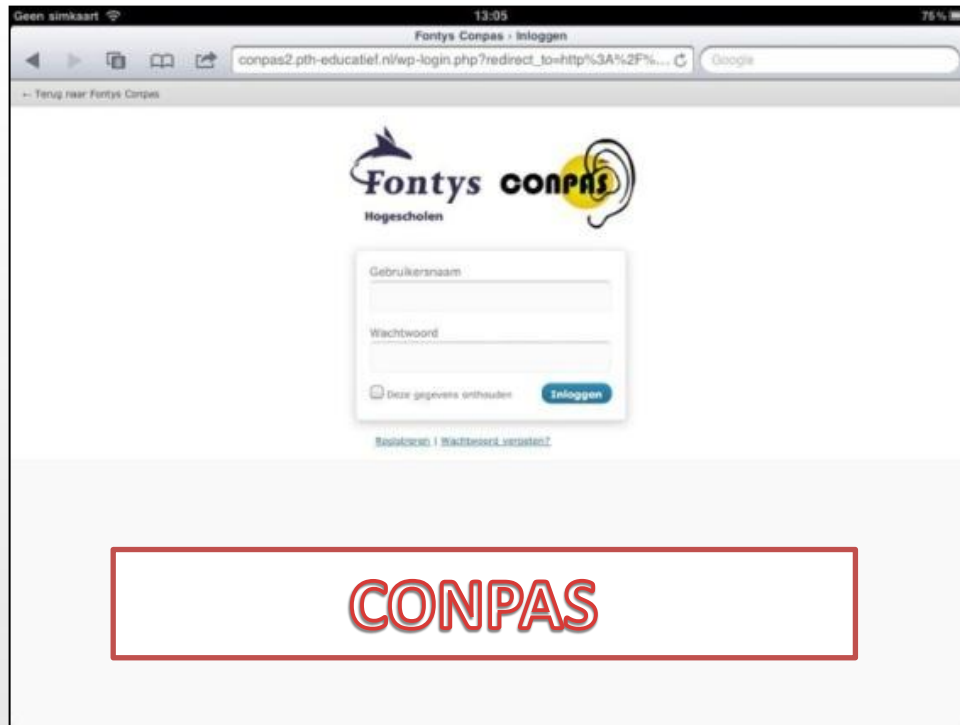 Geen simkaart 13:05 76%
Fontys Conpas › Inloggen
conpas2.pth-educatief.nl/wp-login.php?redirect_to=http%3A%2F%... Google
← Terug naar Fontys Conpas
Fontys CONPAS
Hogescholen
Gebruikersnaam
Wachtwoord
Deze gegevens onthouden Inloggen
Registreren | Wachtwoord vergeten?
CONPAS